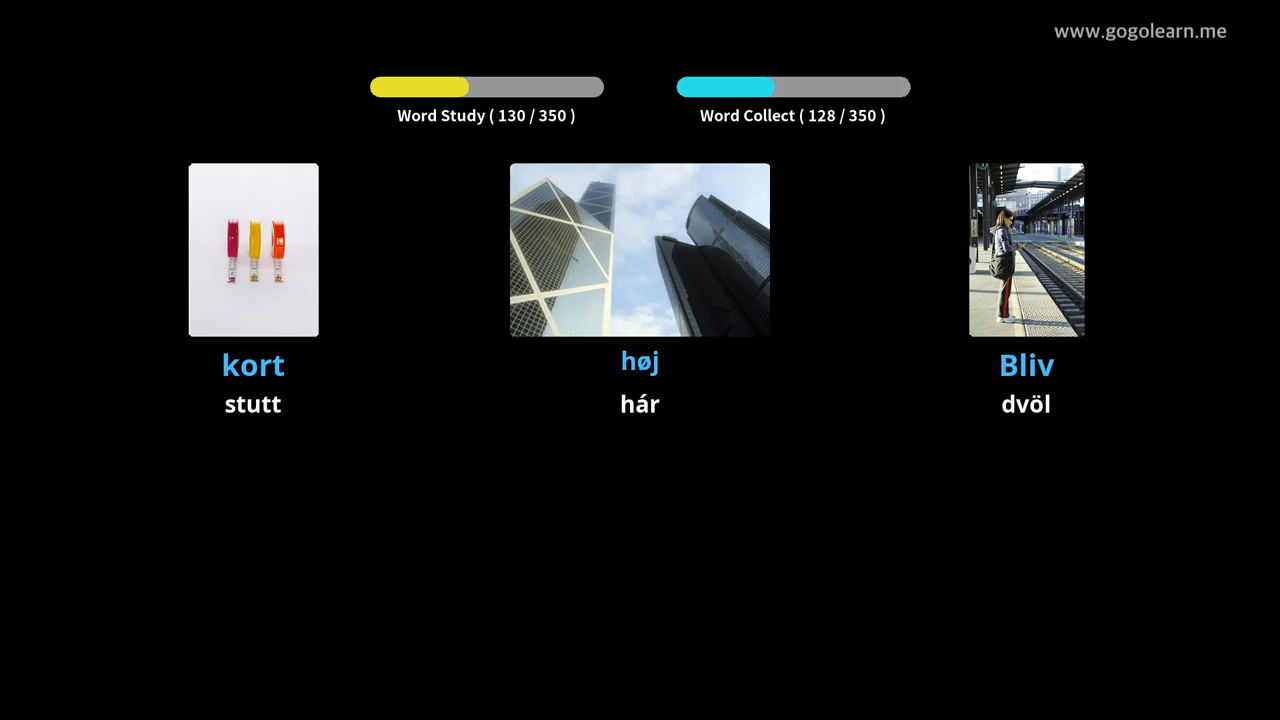 www.gogolearn.me
Word Study ( 130 / 350 )
Word Collect ( 128 / 350 )
kort
stutt
høj
hár
Bliv
dvöl